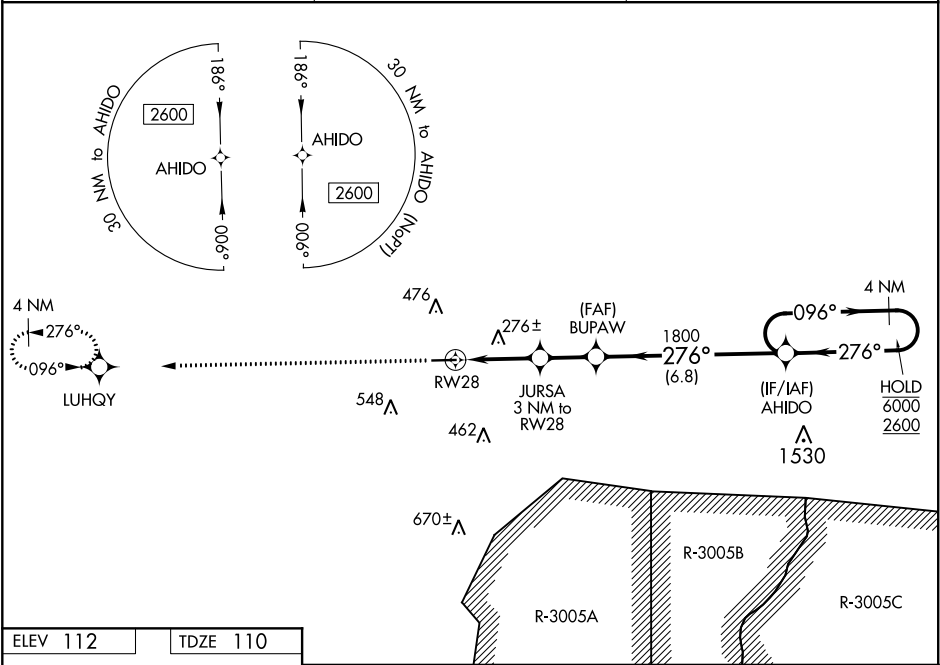 30 NM to AHIDO
186°
2600
AHIDO
006°
186°
30 NM to AHIDO (NoPT)
AHIDO
2600
006°
4 NM
276°
096°
LUHQY
476
276±
(FAF)
BUPAW
1800
276°
(6.8)
RW28
JURSA
3 NM to
RW28
548
462
096°
4 NM
276°
(IF/IAF)
AHIDO
HOLD
6000
2600
1530
670±
R-3005A
R-3005B
R-3005C
ELEV 112
TDZE 110